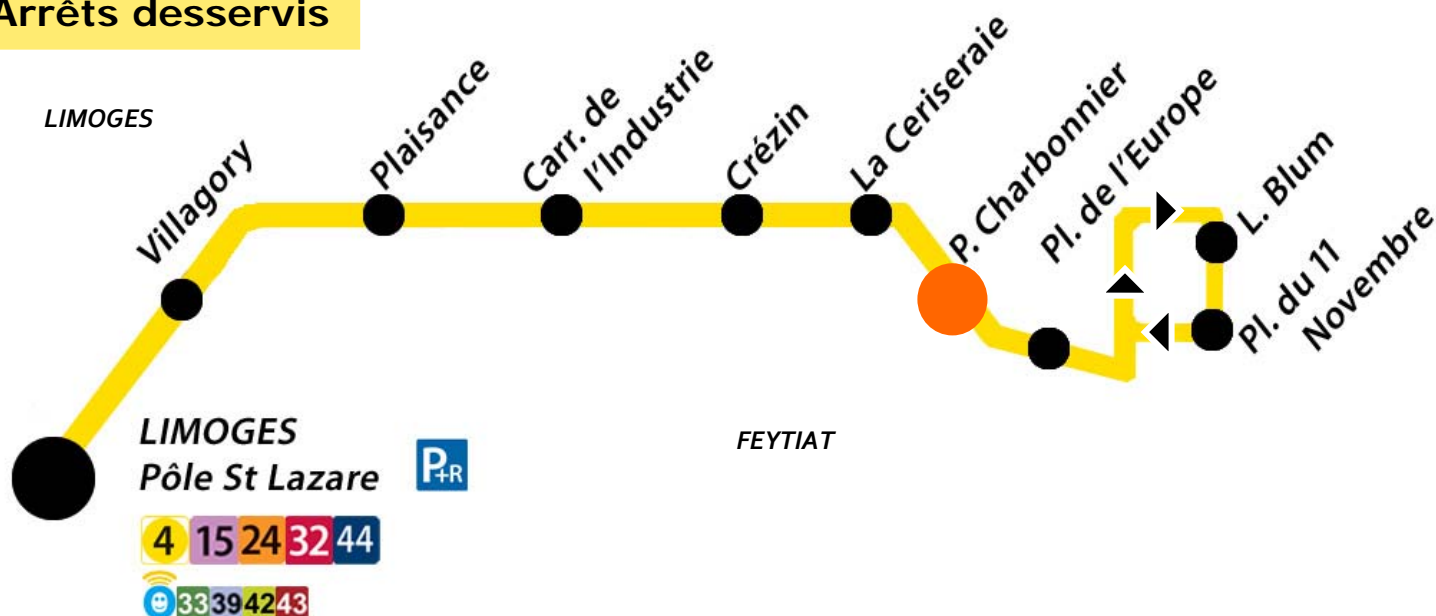 Arrêts desservis
LIMOGES
Villagory
Plaisance
Carr. de
l'Industrie
Crézin
La Ceriseraie
P. Charbonnier
Pl. de l'Europe
L. Blum
Pl. du 11
Novembre
LIMOGES
Pôle St Lazare
P+R
FEYTIAT
4 15 24 32 44
33 39 42 43